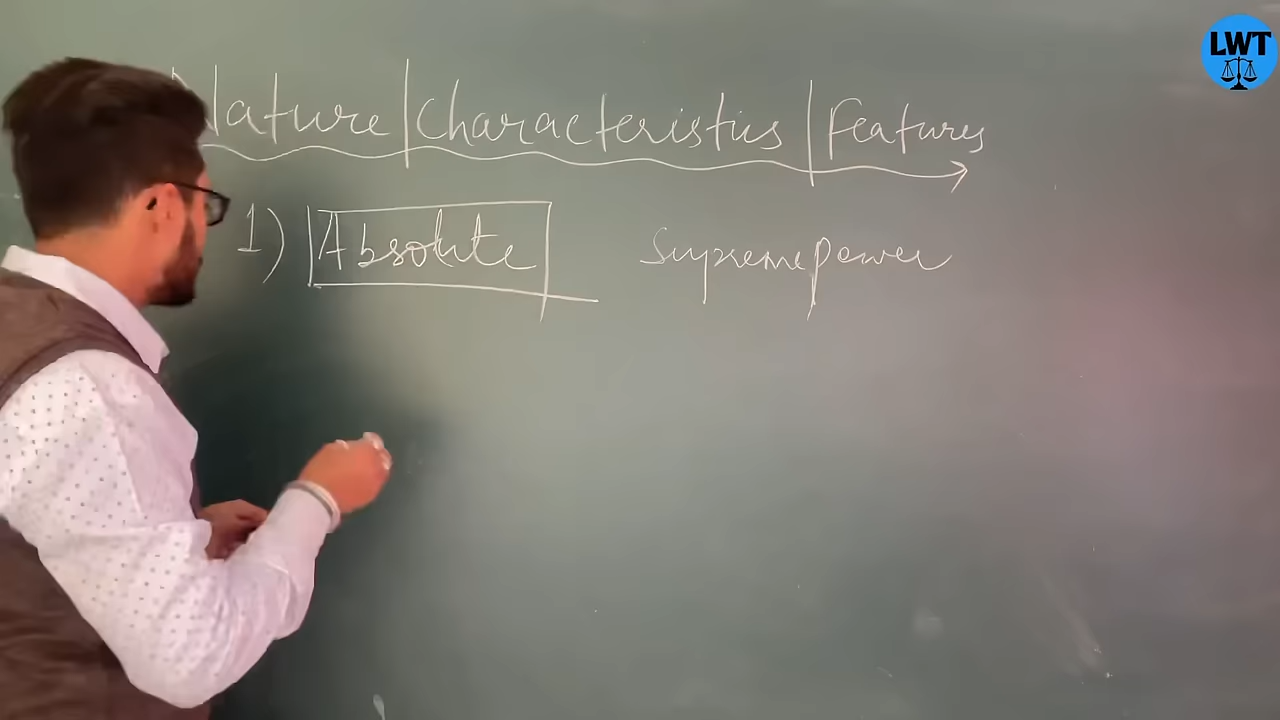 Nature | Characteristics | Features
1) Absolute Supreme power
LWT